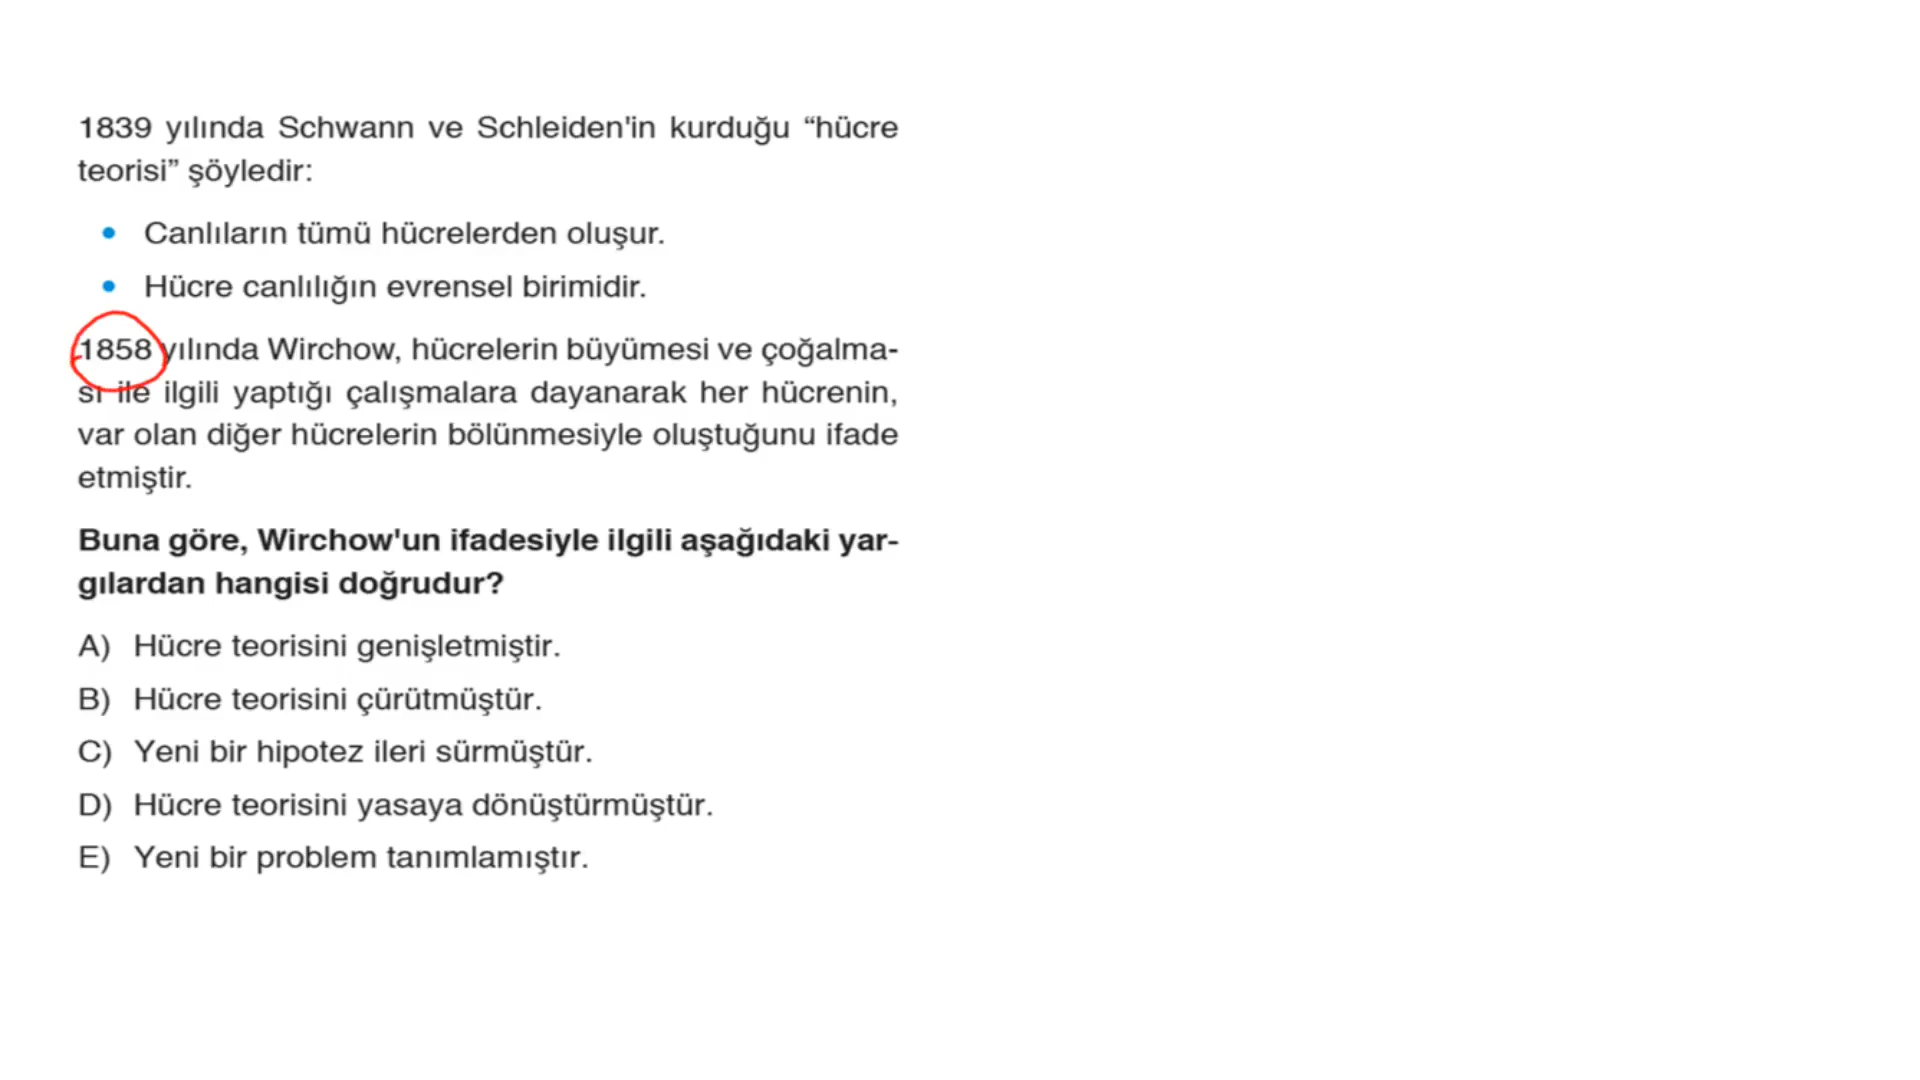 1839 yılında Schwann ve Schleiden'in kurduğu “hücre
teorisi” şöyledir:
• Canlıların tümü hücrelerden oluşur.
• Hücre canlılığın evrensel birimidir.
1858 yılında Wirchow, hücrelerin büyümesi ve çoğalma-
sı ile ilgili yaptığı çalışmalara dayanarak her hücrenin,
var olan diğer hücrelerin bölünmesiyle oluştuğunu ifade
etmiştir.
Buna göre, Wirchow'un ifadesiyle ilgili aşağıdaki yar-
gılardan hangisi doğrudur?
A) Hücre teorisini genişletmiştir.
B) Hücre teorisini çürütmüştür.
C) Yeni bir hipotez ileri sürmüştür.
D) Hücre teorisini yasaya dönüştürmüştür.
E) Yeni bir problem tanımlamıştır.